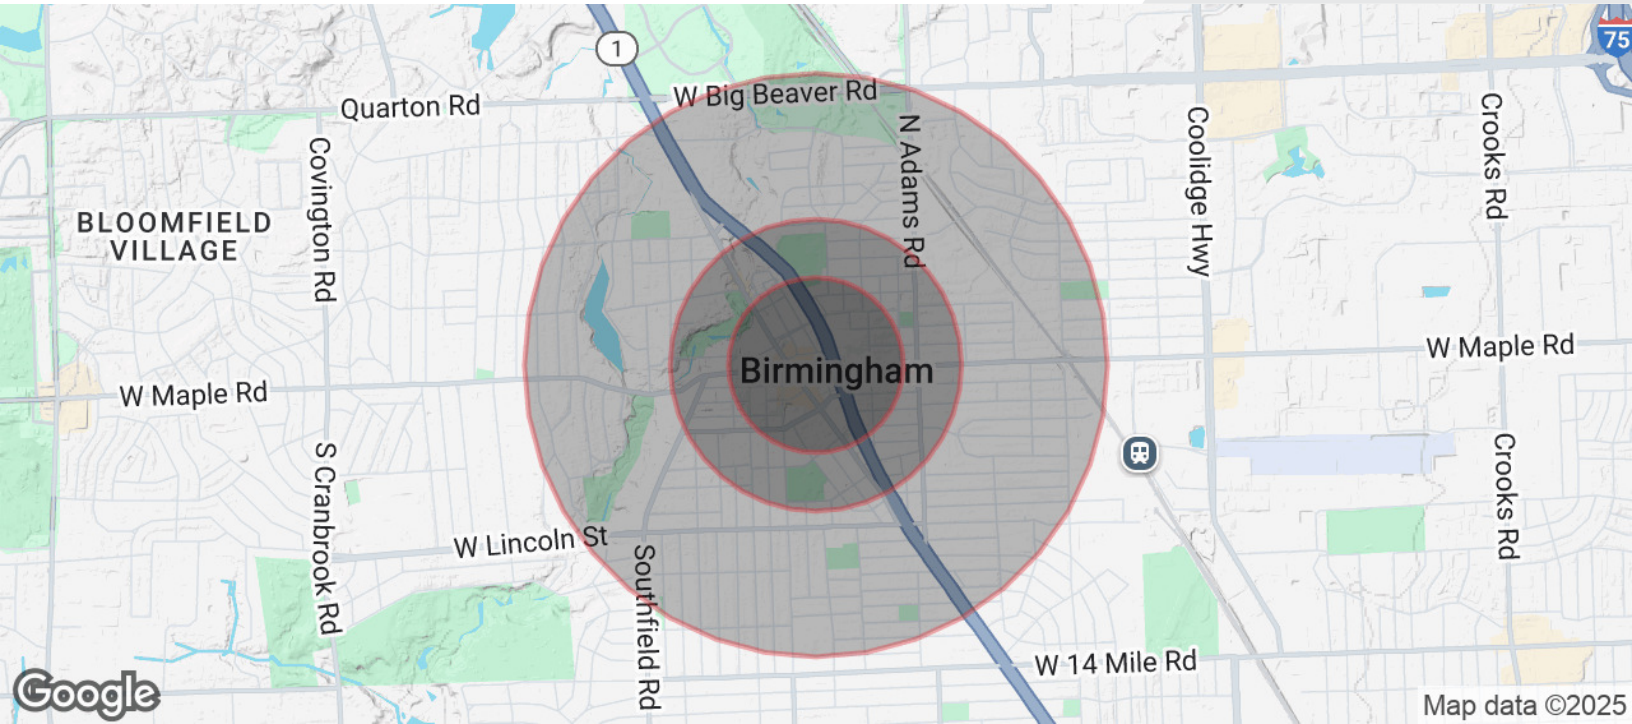 1
75
W Big Beaver Rd
Quarton Rd
Crooks Rd
Coolidge Hwy
N Adams Rd
Covington Rd
BLOOMFIELD
VILLAGE
W Maple Rd
Birmingham
W Maple Rd
S Cranbrook Rd
Crooks Rd
W Lincoln St
Southfield Rd
W 14 Mile Rd
Google
Map data ©2025